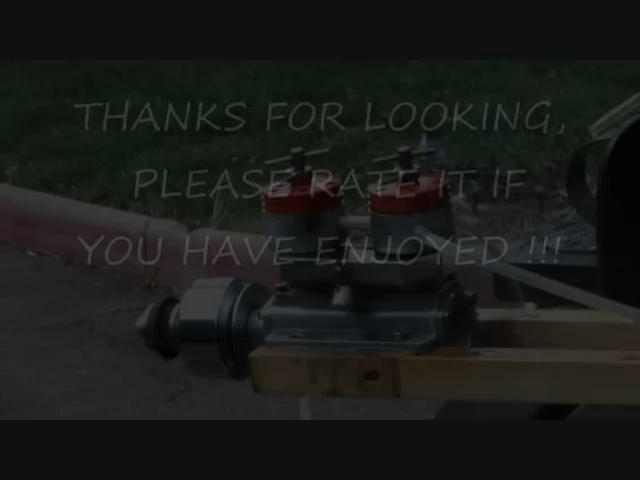 THANKS FOR LOOKING,
PLEASE RATE IT IF
YOU HAVE ENJOYED !!!